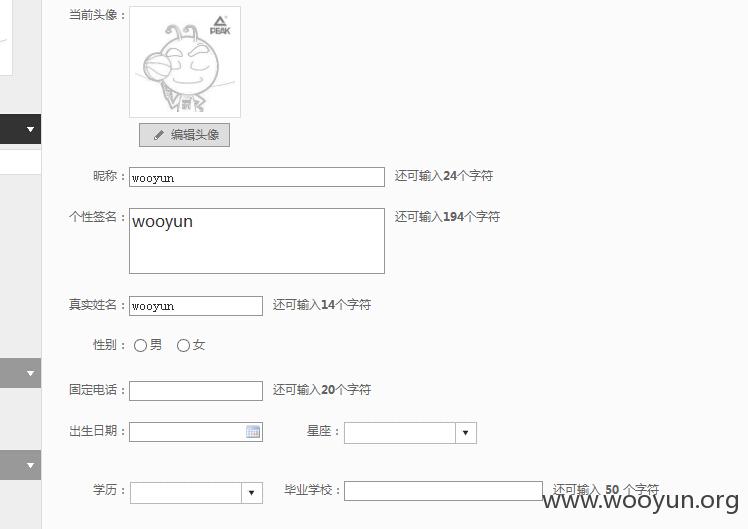 当前头像：
PEAK
编辑头像
昵称： wooyun 还可输入24个字符
个性签名： wooyun 还可输入194个字符
真实姓名： wooyun 还可输入14个字符
性别： 男 女
固定电话： 还可输入20个字符
出生日期： 星座：
学历： 毕业学校： 还可输入 50 个字符
www.wooyun.org